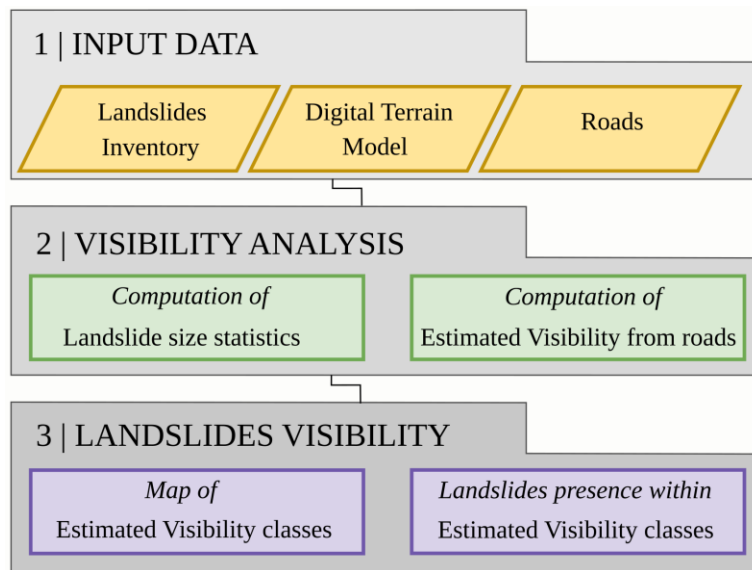 1 | INPUT DATA
Landslides
Inventory
Digital Terrain
Model
Roads
2 | VISIBILITY ANALYSIS
Computation of
Landslide size statistics
Computation of
Estimated Visibility from roads
3 | LANDSLIDES VISIBILITY
Map of
Estimated Visibility classes
Landslides presence within
Estimated Visibility classes